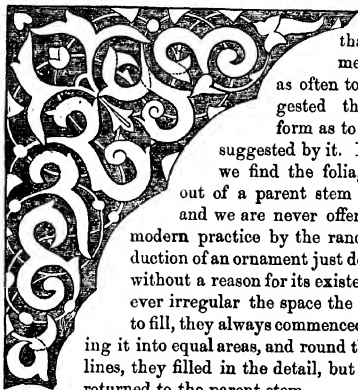 tha
me
as often to
gested th
form as to
suggested by it.
we find the folia
out of a parent stem
and we are never offen
modern practice by the rand
duction of an ornament just do
without a reason for its existe
ever irregular the space the
to fill, they always commenced
ing it into equal areas, and round th
lines, they filled in the detail, but
returned to the parent stem